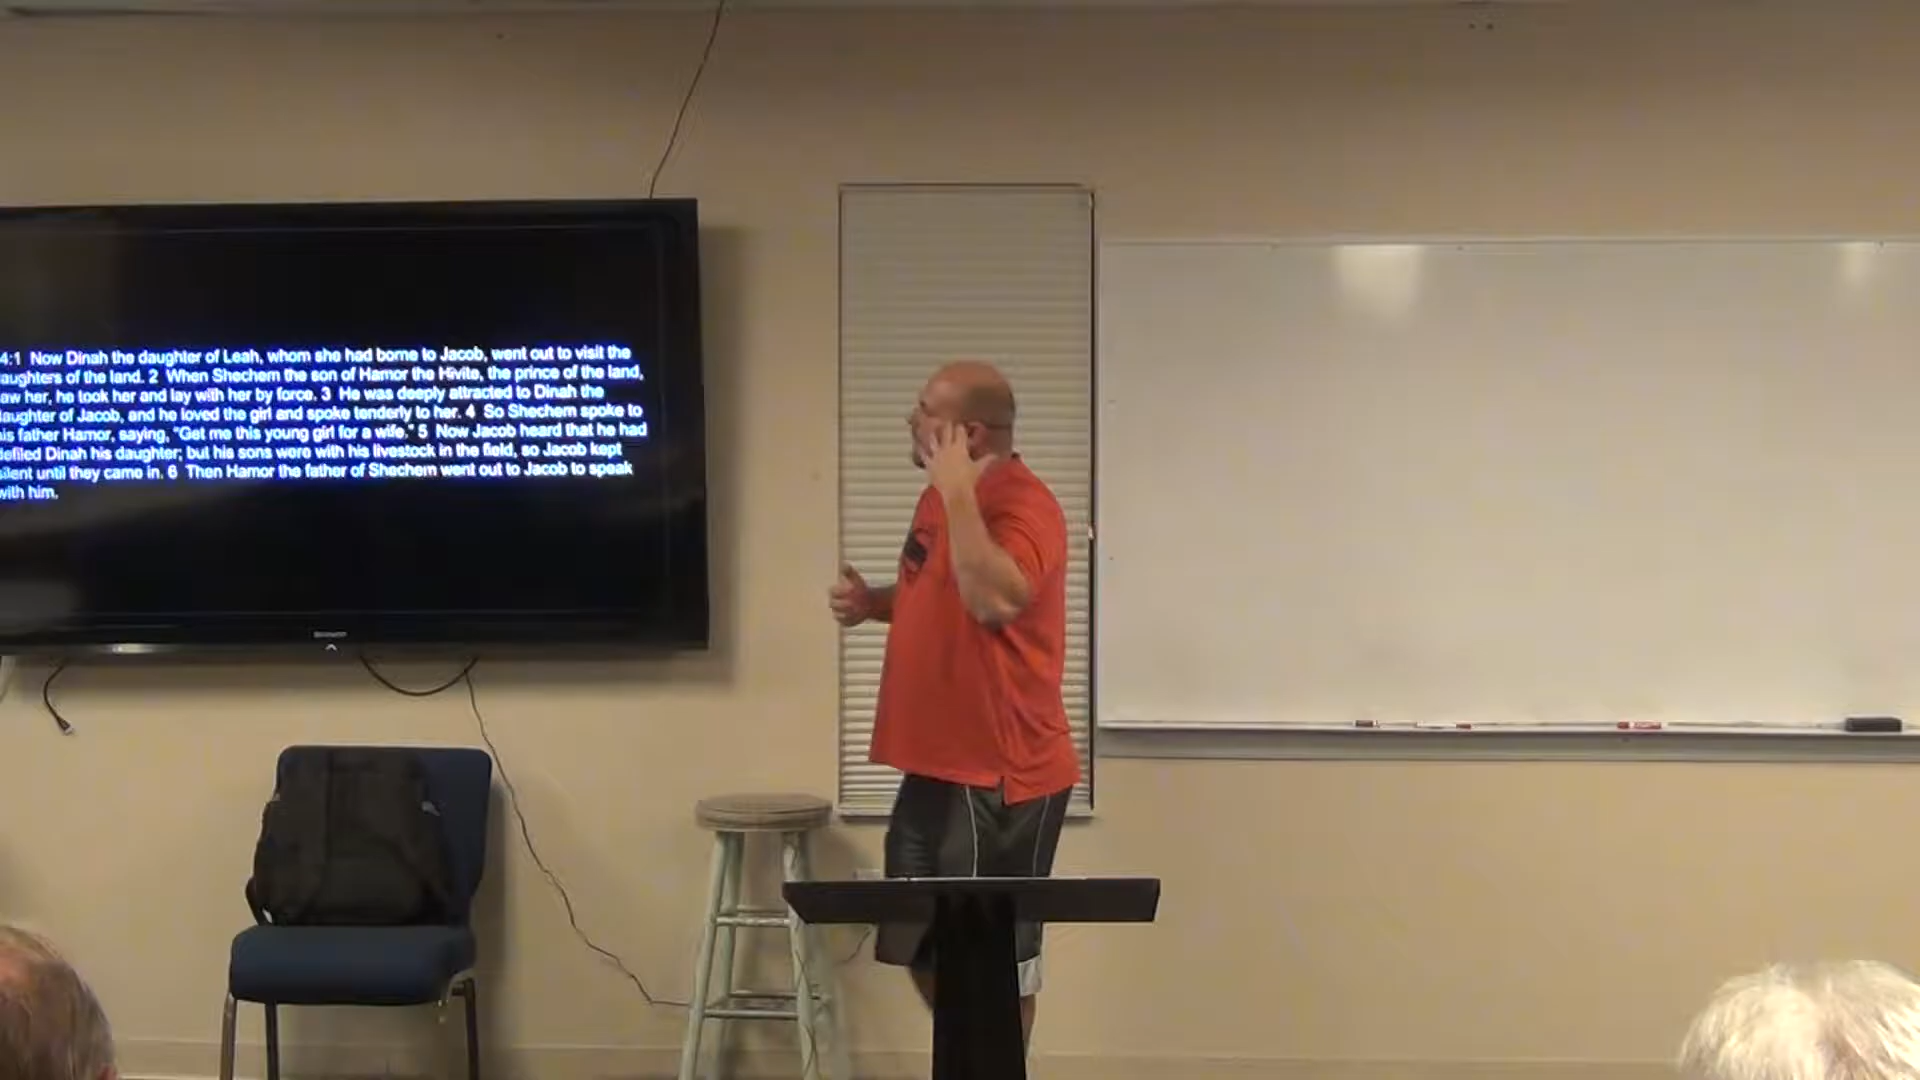 4:1 Now Dinah the daughter of Leah, whom she had borne to Jacob, went out to visit the
aughters of the land. 2 When Shechem the son of Hamor the Hivite, the prince of the land,
aw her, he took her and lay with her by force. 3 He was deeply attracted to Dinah the
daughter of Jacob, and he loved the girl and spoke tenderly to her. 4 So Shechem spoke to
is father Hamor, saying, "Get me this young girl for a wife." 5 Now Jacob heard that he had
defiled Dinah his daughter; but his sons were with his livestock in the field, so Jacob kept
silent until they came in. 6 Then Hamor the father of Shechem went out to Jacob to speak
with him.